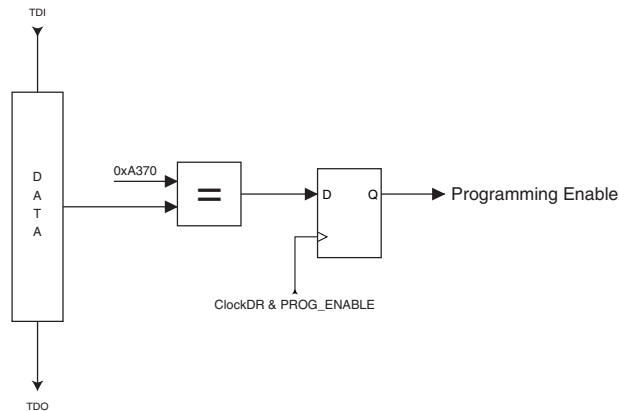 TDI
D
A
T
A
0xA370
=
D
Q
Programming Enable
ClockDR & PROG_ENABLE
TDO